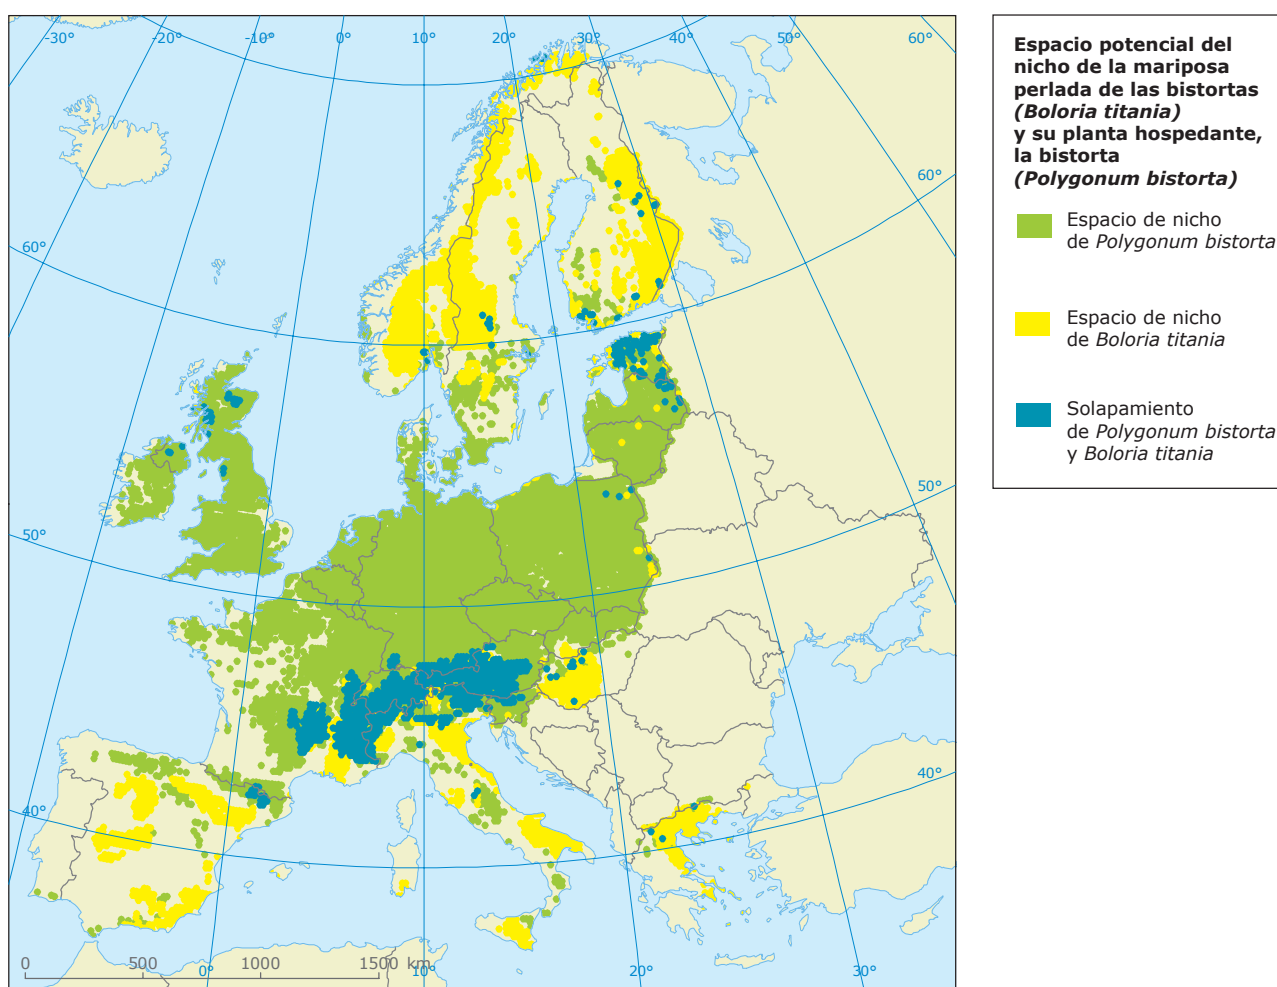 -30° -20° -10° 0° 10° 20° 30° 40° 50° 60°
60°
60°
50°
50°
40°
40°
0 500 1000 1500 km
0° 10° 20° 30°
Espacio potencial del
nicho de la mariposa
perlada de las bistortas
(Boloria titania)
y su planta hospedante,
la bistorta
(Polygonum bistorta)
Espacio de nicho
de Polygonum bistorta
Espacio de nicho
de Boloria titania
Solapamiento
de Polygonum bistorta
y Boloria titania